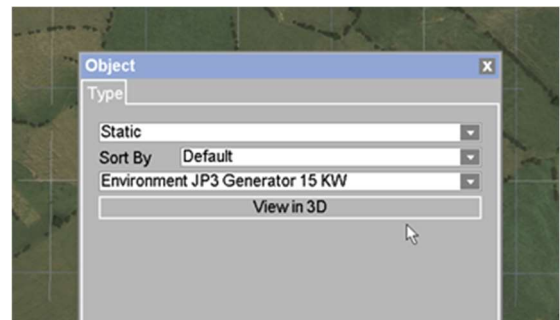 Object
Type
Static
Sort By Default
Environment JP3 Generator 15 KW
View in 3D